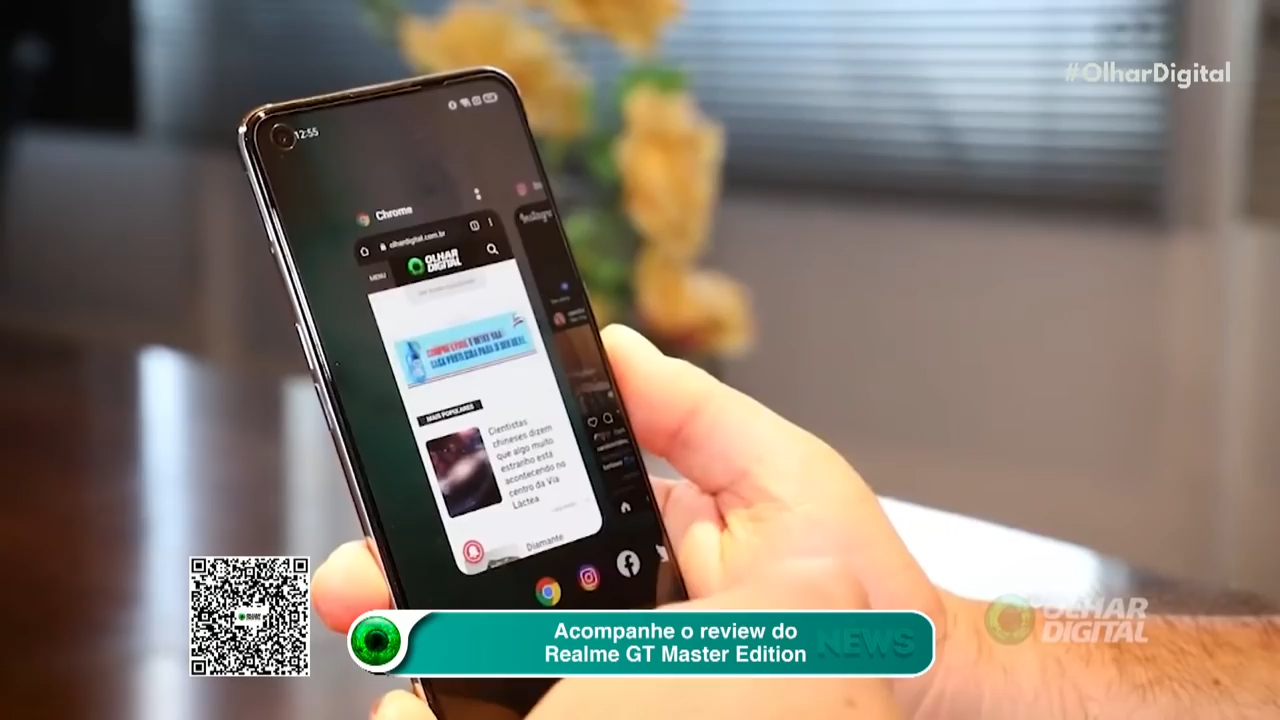 #OlharDigital
12:55
Chrome
olhardigital.com.br
MENU
OLHAR
DIGITAL
MAIS POPULARES
Cientistas
chineses dizem
que algo muito
estranho está
acontecendo no
centro da Via
Láctea
Diamante
Acompanhe o review do
Realme GT Master Edition
NEWS
OLHAR
DIGITAL